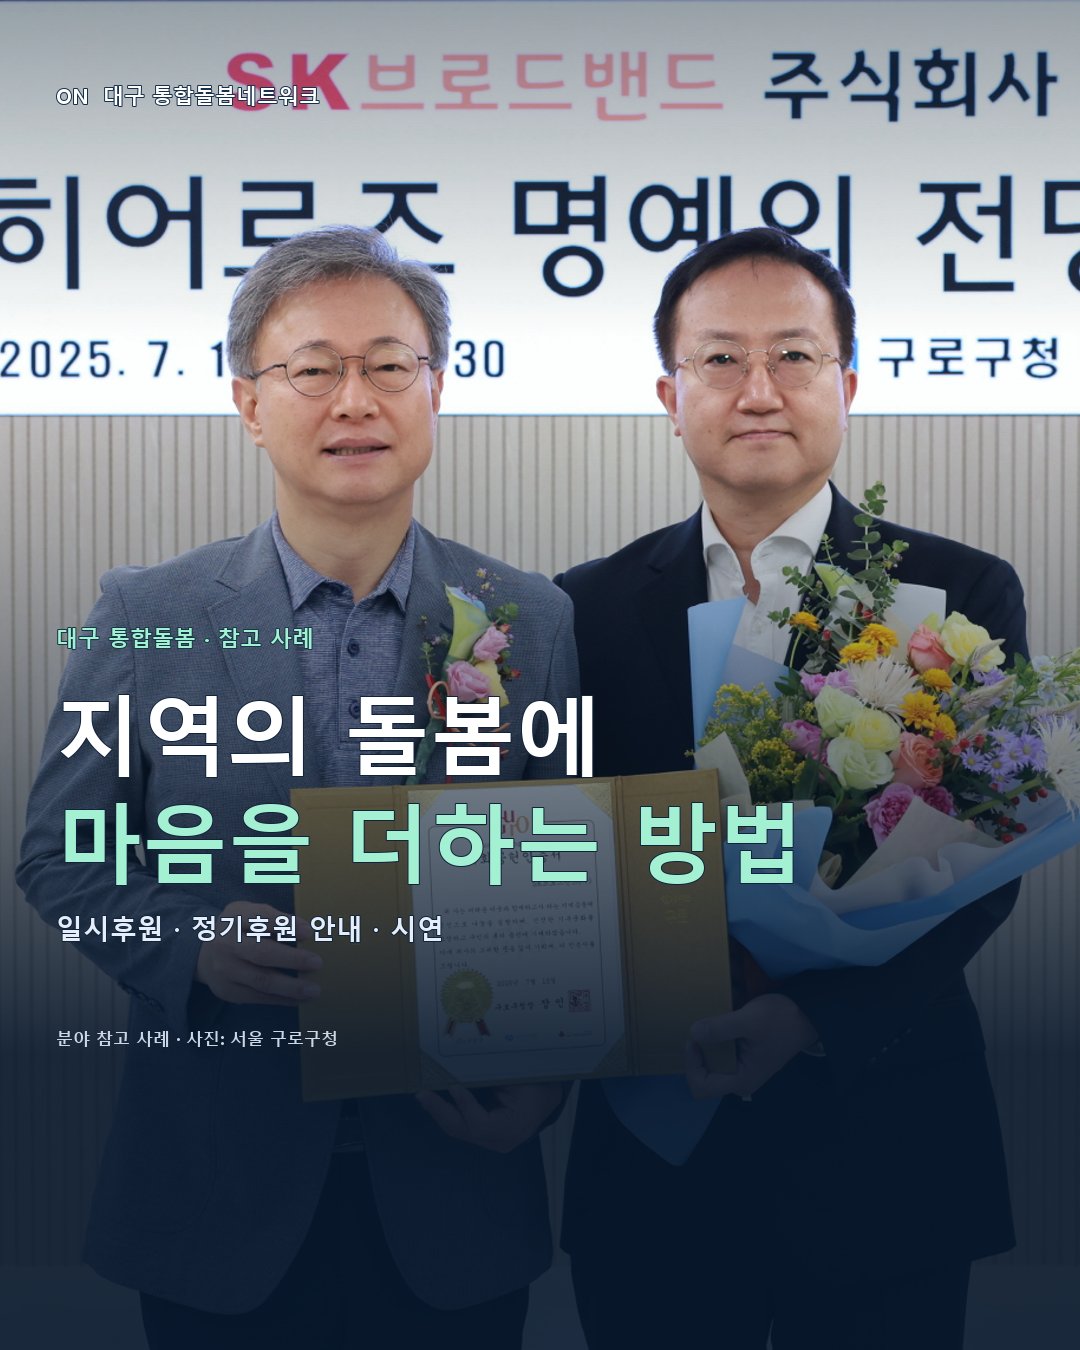 SK브로드밴드 주식회사
ON 대구 통합돌봄네트워크
히어로즈 명예의 전당
2025. 7. 1 30
구로구청
대구 통합돌봄 · 참고 사례
지역의 돌봄에
마음을 더하는 방법
일시후원 · 정기후원 안내 · 시연
분야 참고 사례 · 사진: 서울 구로구청